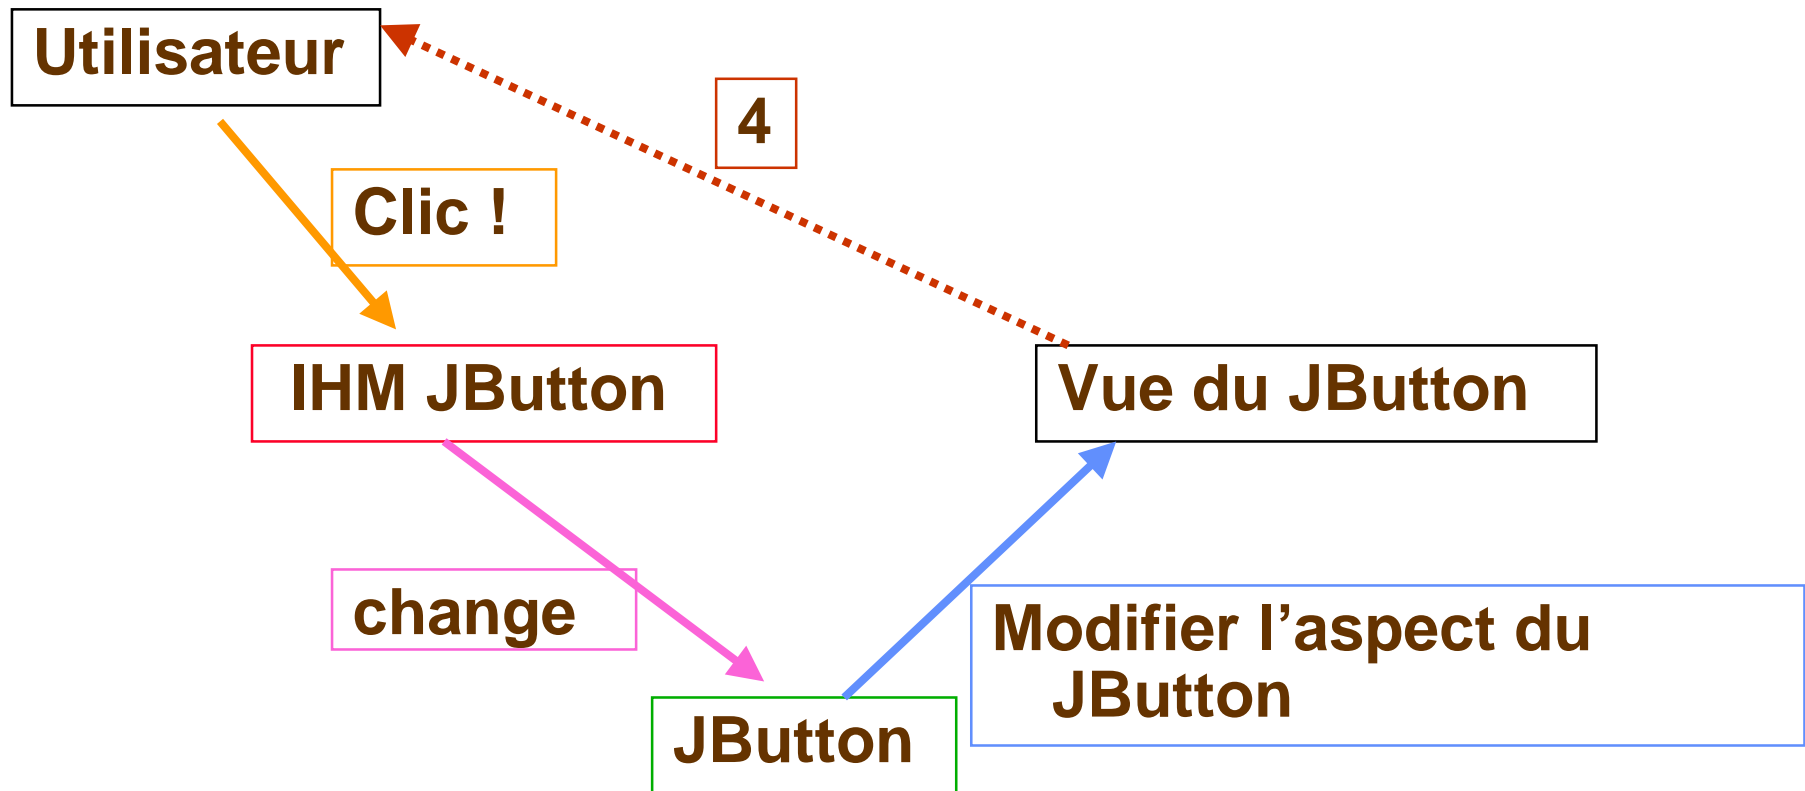 Utilisateur
4
Clic !
IHM JButton
Vue du JButton
change
Modifier l’aspect du
JButton
JButton